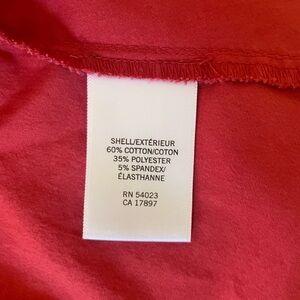 SHELL/EXTÉRIEUR
60% COTTON/COTON
35% POLYESTER
5% SPANDEX/
ÉLASTHANNE
RN 54023
CA 17897